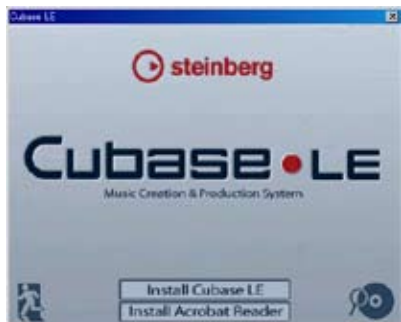 Cubase LE
steinberg
Cubase • LE
Music Creation & Production System
Install Cubase LE
Install Acrobat Reader